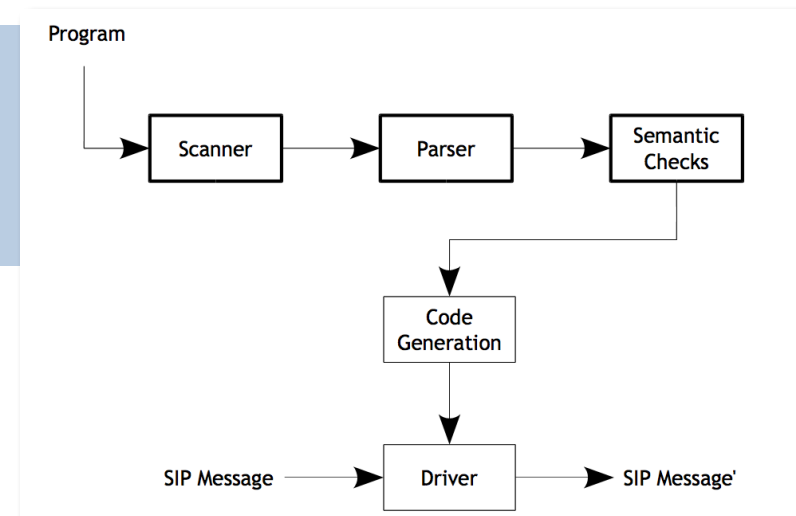 Program
Scanner
Parser
Semantic
Checks
Code
Generation
SIP Message
Driver
SIP Message'